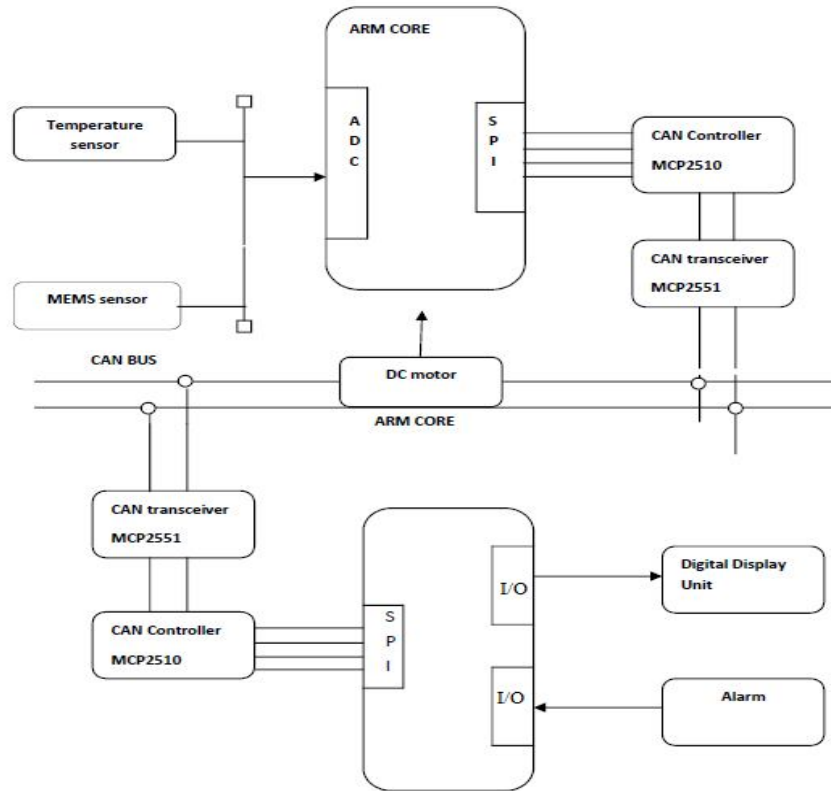 ARM CORE
Temperature
sensor
A
D
C
S
P
I
CAN Controller
MCP2510
CAN transceiver
MCP2551
MEMS sensor
CAN BUS
DC motor
ARM CORE
CAN transceiver
MCP2551
CAN Controller
MCP2510
S
P
I
I/O
Digital Display
Unit
I/O
Alarm